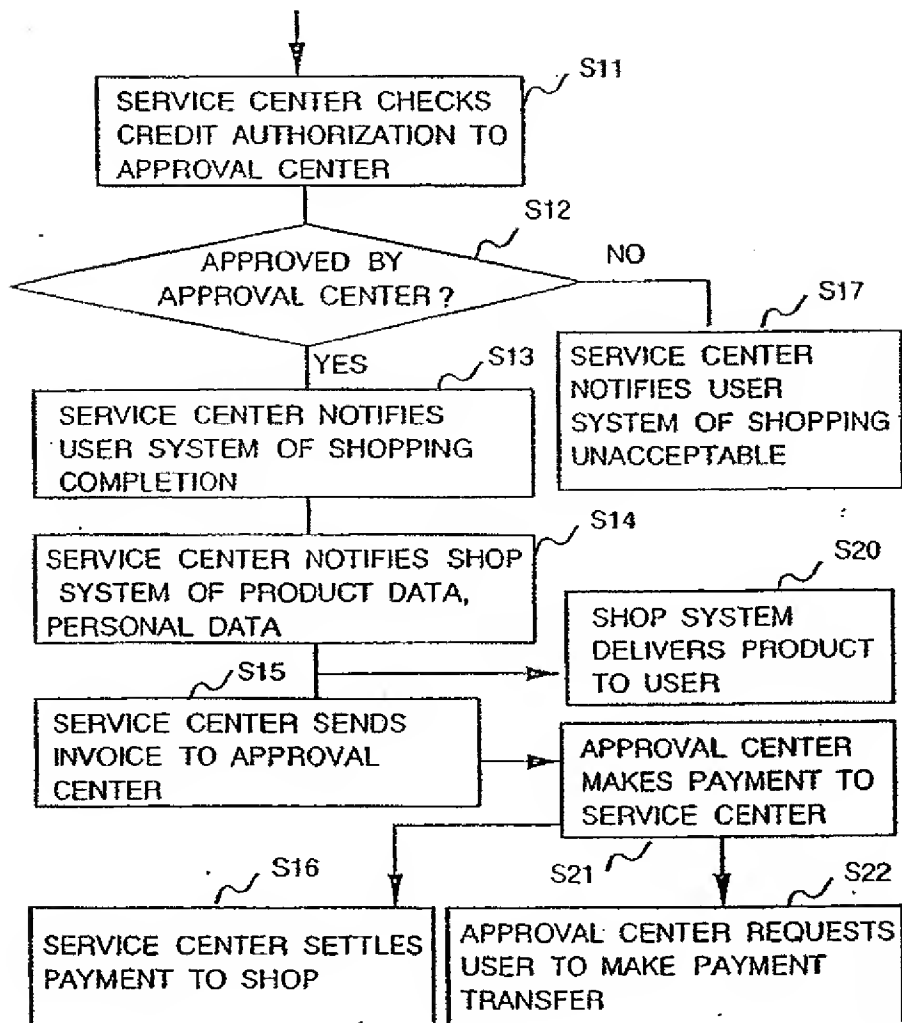 S11
SERVICE CENTER CHECKS
CREDIT AUTHORIZATION TO
APPROVAL CENTER
S12
APPROVED BY
APPROVAL CENTER?
NO
YES
S17
SERVICE CENTER
NOTIFIES USER
SYSTEM OF SHOPPING
UNACCEPTABLE
S13
SERVICE CENTER NOTIFIES
USER SYSTEM OF SHOPPING
COMPLETION
S14
SERVICE CENTER NOTIFIES SHOP
SYSTEM OF PRODUCT DATA,
PERSONAL DATA
S20
SHOP SYSTEM
DELIVERS PRODUCT
TO USER
S15
SERVICE CENTER SENDS
INVOICE TO APPROVAL
CENTER
APPROVAL CENTER
MAKES PAYMENT TO
SERVICE CENTER
S21
S16
SERVICE CENTER SETTLES
PAYMENT TO SHOP
S22
APPROVAL CENTER REQUESTS
USER TO MAKE PAYMENT
TRANSFER